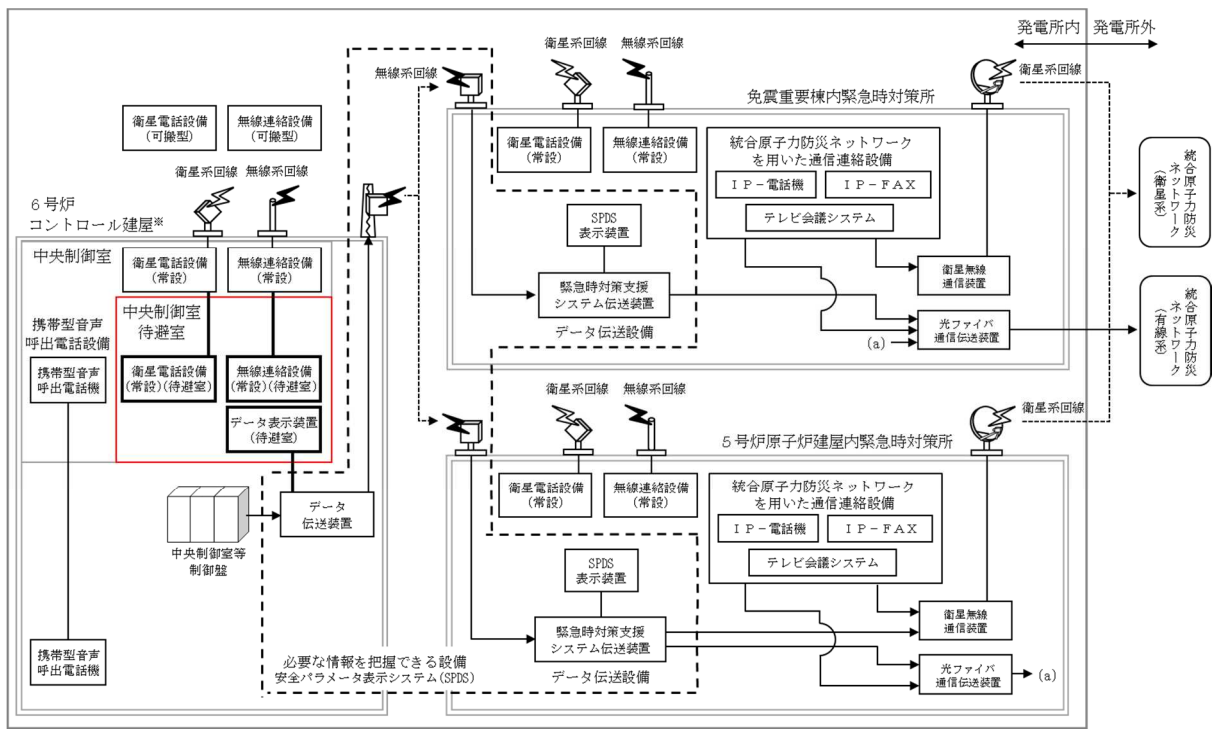 発電所内
発電所外
衛星系回線
無線系回線
無線系回線
衛星系回線
免震重要棟内緊急時対策所
衛星電話設備
(可搬型)
無線連絡設備
(可搬型)
衛星電話設備
(常設)
無線連絡設備
(常設)
統合原子力防災ネットワーク
を用いた通信連絡設備
IP-電話機
IP-FAX
テレビ会議システム
統合原子力防災
ネットワーク
(衛星系)
衛星系回線
無線系回線
6号炉
コントロール建屋※
SPDS
表示装置
中央制御室
衛星電話設備
(常設)
無線連絡設備
(常設)
衛星無線
通信装置
緊急時対策支援
システム伝送装置
データ伝送設備
中央制御室
待避室
携帯型音声
呼出電話設備
光ファイバ
通信伝送装置
(a)
統合原子力防災
ネットワーク
(有線系)
携帯型音声
呼出電話機
衛星電話設備
(常設)(待避室)
無線連絡設備
(常設)(待避室)
データ表示装置
(待避室)
衛星系回線
無線系回線
衛星系回線
5号炉原子炉建屋内緊急時対策所
衛星電話設備
(常設)
無線連絡設備
(常設)
統合原子力防災ネットワーク
を用いた通信連絡設備
IP-電話機
IP-FAX
テレビ会議システム
データ
伝送装置
中央制御室等
制御盤
SPDS
表示装置
衛星無線
通信装置
緊急時対策支援
システム伝送装置
データ伝送設備
光ファイバ
通信伝送装置
(a)
携帯型音声
呼出電話機
必要な情報を把握できる設備
安全パラメータ表示システム(SPDS)